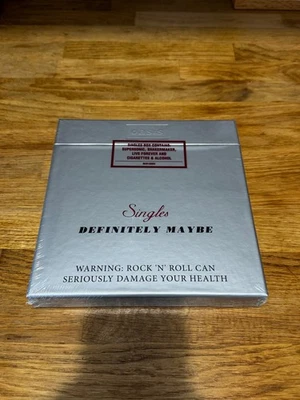 SINGLES BOX CONTAINS:
SUPERSONIC, SHAKERMAKER,
LIVE FOREVER AND
CIGARETTES & ALCOHOL
Singles
DEFINITELY MAYBE
WARNING: ROCK 'N' ROLL CAN
SERIOUSLY DAMAGE YOUR HEALTH